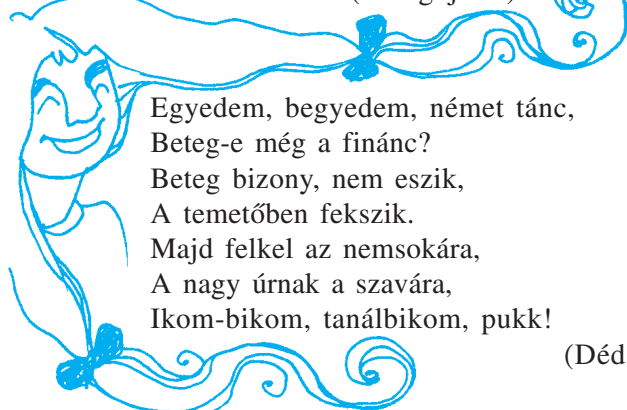 Egyedem, begyedem, német tánc,
Beteg-e még a finánc?
Beteg bizony, nem eszik,
A temetőben fekszik.
Majd felkel az nemsokára,
A nagy úrnak a szavára,
Ikom-bikom, tanálbikom, pukk!
(Déd